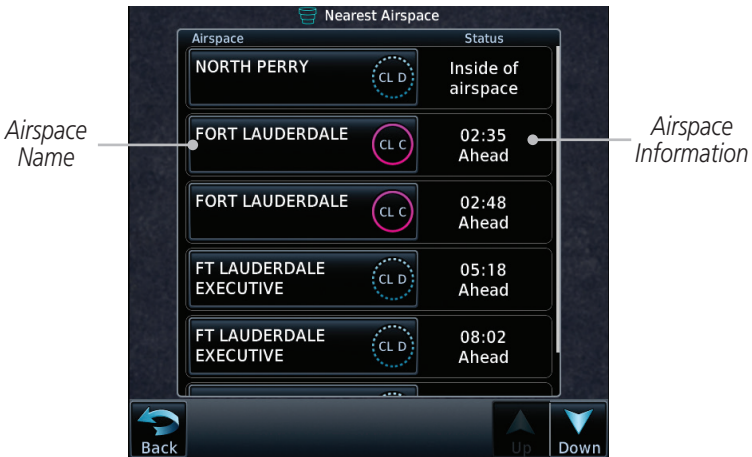 Nearest Airspace
Airspace Status
NORTH PERRY
CL D
Inside of
airspace
Airspace
Name
FORT LAUDERDALE
CL C
02:35
Ahead
Airspace
Information
FORT LAUDERDALE
CL C
02:48
Ahead
FT LAUDERDALE
EXECUTIVE
CL D
05:18
Ahead
FT LAUDERDALE
EXECUTIVE
CL D
08:02
Ahead
Back
Up
Down